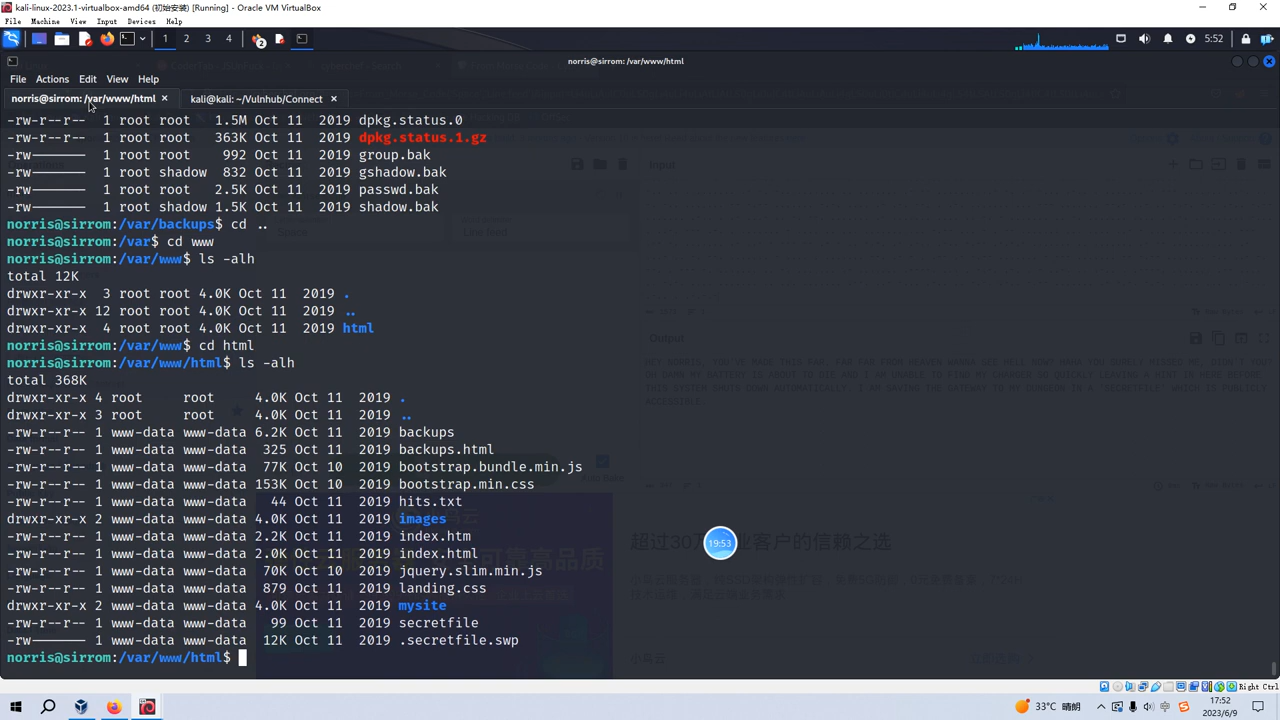 kali-linux-2023.1-virtualbox-amd64 (初始安装) [Running] - Oracle VM VirtualBox
File Machine View Input Devices Help
1 2 3 4
5:52
norris@sirrom: /var/www/html
File Actions Edit View Help
norris@sirrom: /var/www/html × kali@kali: ~/Vulnhub/Connect ×
-rw-r--r-- 1 root root 1.5M Oct 11 2019 dpkg.status.0
-rw-r--r-- 1 root root 363K Oct 11 2019 dpkg.status.1.gz
-rw------- 1 root root 992 Oct 11 2019 group.bak
-rw------- 1 root shadow 832 Oct 11 2019 gshadow.bak
-rw------- 1 root root 2.5K Oct 11 2019 passwd.bak
-rw------- 1 root shadow 1.5K Oct 11 2019 shadow.bak
norris@sirrom:/var/backups$ cd ..
norris@sirrom:/var$ cd www
norris@sirrom:/var/www$ ls -alh
total 12K
drwxr-xr-x 3 root root 4.0K Oct 11 2019 .
drwxr-xr-x 12 root root 4.0K Oct 11 2019 ..
drwxr-xr-x 4 root root 4.0K Oct 11 2019 html
norris@sirrom:/var/www$ cd html
norris@sirrom:/var/www/html$ ls -alh
total 368K
drwxr-xr-x 4 root root 4.0K Oct 11 2019 .
drwxr-xr-x 3 root root 4.0K Oct 11 2019 ..
-rw-r--r-- 1 www-data www-data 6.2K Oct 11 2019 backups
-rw-r--r-- 1 www-data www-data 325 Oct 11 2019 backups.html
-rw-r--r-- 1 www-data www-data 77K Oct 10 2019 bootstrap.bundle.min.js
-rw-r--r-- 1 www-data www-data 153K Oct 10 2019 bootstrap.min.css
-rw-r--r-- 1 www-data www-data 44 Oct 11 2019 hits.txt
drwxr-xr-x 2 www-data www-data 4.0K Oct 11 2019 images
-rw-r--r-- 1 www-data www-data 2.2K Oct 11 2019 index.htm
-rw-r--r-- 1 www-data www-data 2.0K Oct 11 2019 index.html
-rw-r--r-- 1 www-data www-data 70K Oct 10 2019 jquery.slim.min.js
-rw-r--r-- 1 www-data www-data 879 Oct 11 2019 landing.css
drwxr-xr-x 2 www-data www-data 4.0K Oct 11 2019 mysite
-rw-r--r-- 1 www-data www-data 99 Oct 11 2019 secretfile
-rw------- 1 www-data www-data 12K Oct 11 2019 .secretfile.swp
norris@sirrom:/var/www/html$
Input
Output
19:53
Right Ctrl
33°C 晴朗
中
17:52
2023/6/9